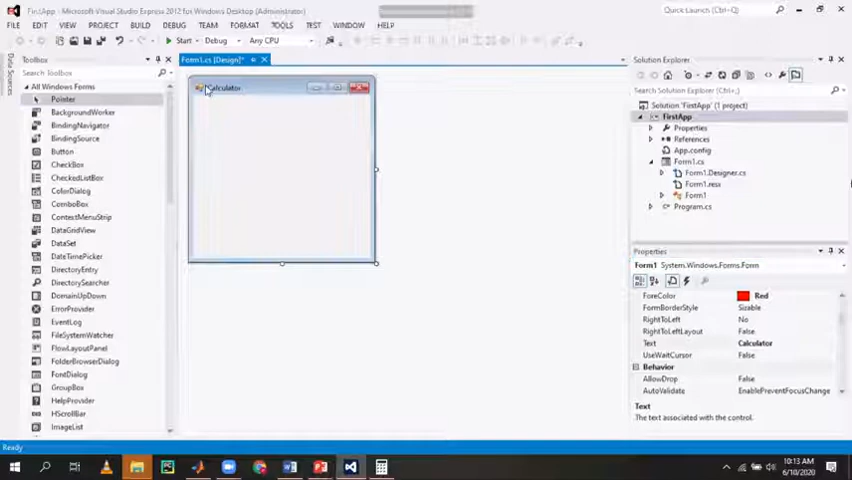 FirstApp - Microsoft Visual Studio Express 2012 for Windows Desktop (Administrator)
Quick Launch (Ctrl+Q)
FILE EDIT VIEW PROJECT BUILD DEBUG TEAM FORMAT TOOLS TEST WINDOW HELP
Start Debug Any CPU
Data Sources
Toolbox
Search Toolbox
All Windows Forms
Pointer
BackgroundWorker
BindingNavigator
BindingSource
Button
CheckBox
CheckedListBox
ColorDialog
ComboBox
ContextMenuStrip
DataGridView
DataSet
DateTimePicker
DirectoryEntry
DirectorySearcher
DomainUpDown
ErrorProvider
EventLog
FileSystemWatcher
FlowLayoutPanel
FolderBrowserDialog
FontDialog
GroupBox
HelpProvider
HScrollBar
ImageList
Form1.cs [Design]*
Calculator
Solution Explorer
Search Solution Explorer (Ctrl+;)
Solution 'FirstApp' (1 project)
FirstApp
Properties
References
App.config
Form1.cs
Form1.Designer.cs
Form1.resx
Form1
Program.cs
Properties
Form1 System.Windows.Forms.Form
ForeColor Red
FormBorderStyle Sizable
RightToLeft No
RightToLeftLayout False
Text Calculator
UseWaitCursor False
Behavior
AllowDrop False
AutoValidate EnablePreventFocusChange
Text
The text associated with the control.
Ready
10:13 AM
6/10/2020